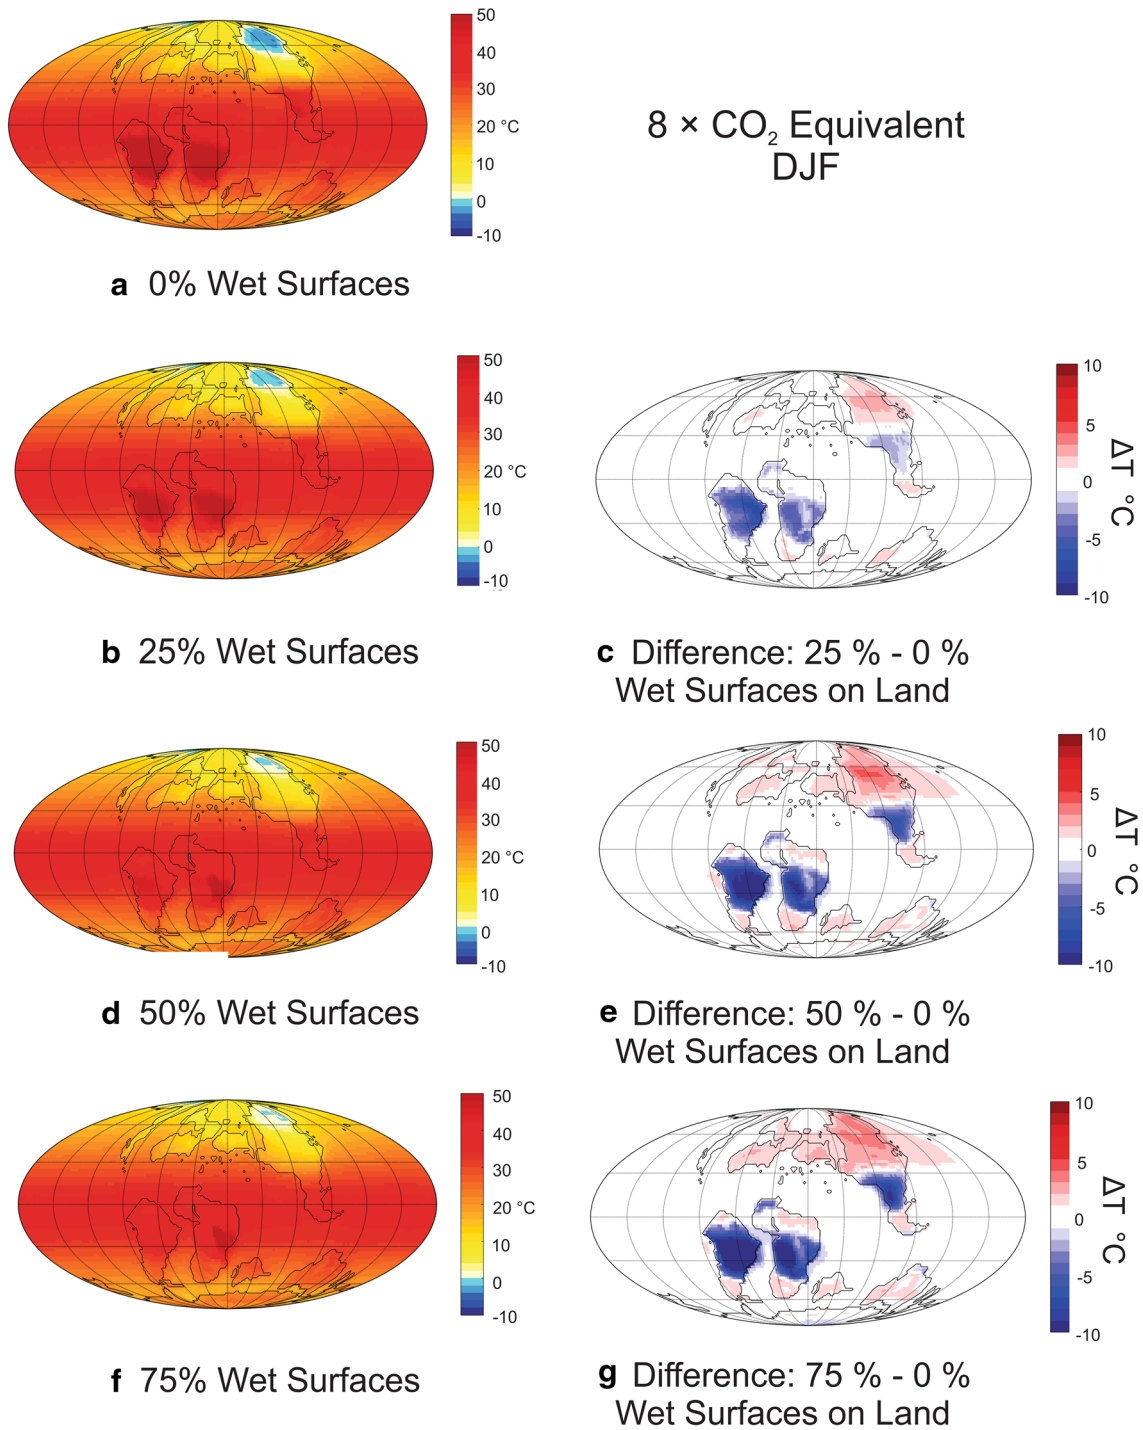 50
40
30
20 °C
10
0
-10
8 × CO₂ Equivalent
DJF
a 0% Wet Surfaces
50
40
30
20 °C
10
0
-10
10
5
0
-5
-10
ΔT °C
b 25% Wet Surfaces
c Difference: 25 % - 0 %
Wet Surfaces on Land
50
40
30
20 °C
10
0
-10
10
5
0
-5
-10
ΔT °C
d 50% Wet Surfaces
e Difference: 50 % - 0 %
Wet Surfaces on Land
50
40
30
20 °C
10
0
-10
10
5
0
-5
-10
ΔT °C
f 75% Wet Surfaces
g Difference: 75 % - 0 %
Wet Surfaces on Land